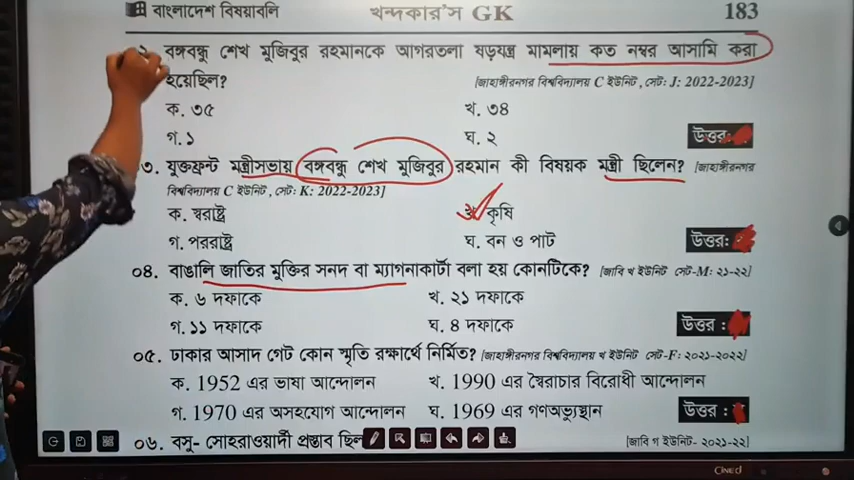 বাংলাদেশ বিষয়াবলি খন্দকার'স GK 183
২. বঙ্গবন্ধু শেখ মুজিবুর রহমানকে আগরতলা ষড়যন্ত্র মামলায় কত নম্বর আসামি করা
হয়েছিল? [জাহাঙ্গীরনগর বিশ্ববিদ্যালয় C ইউনিট, সেট: J: 2022-2023]
ক. ৩৫ খ. ৩৪
গ. ১ ঘ. ২ উত্তর:
৩. যুক্তফ্রন্ট মন্ত্রীসভায় বঙ্গবন্ধু শেখ মুজিবুর রহমান কী বিষয়ক মন্ত্রী ছিলেন? [জাহাঙ্গীরনগর
বিশ্ববিদ্যালয় C ইউনিট, সেট: K: 2022-2023]
ক. স্বরাষ্ট্র কৃষি
গ. পররাষ্ট্র ঘ. বন ও পাট উত্তর:
০৪. বাঙালি জাতির মুক্তির সনদ বা ম্যাগনাকার্টা বলা হয় কোনটিকে? [জাবি খ ইউনিট সেট-M: ২১-২২]
ক. ৬ দফাকে খ. ২১ দফাকে
গ. ১১ দফাকে ঘ. ৪ দফাকে উত্তর :
০৫. ঢাকার আসাদ গেট কোন স্মৃতি রক্ষার্থে নির্মিত? [জাহাঙ্গীরনগর বিশ্ববিদ্যালয় খ ইউনিট সেট-F: ২০২১-২০২২]
ক. 1952 এর ভাষা আন্দোলন খ. 1990 এর স্বৈরাচার বিরোধী আন্দোলন
গ. 1970 এর অসহযোগ আন্দোলন ঘ. 1969 এর গণঅভ্যুত্থান উত্তর:
০৬. বসু- সোহরাওয়ার্দী প্রস্তাব ছিল [জাবি গ ইউনিট- ২০২১-২২]